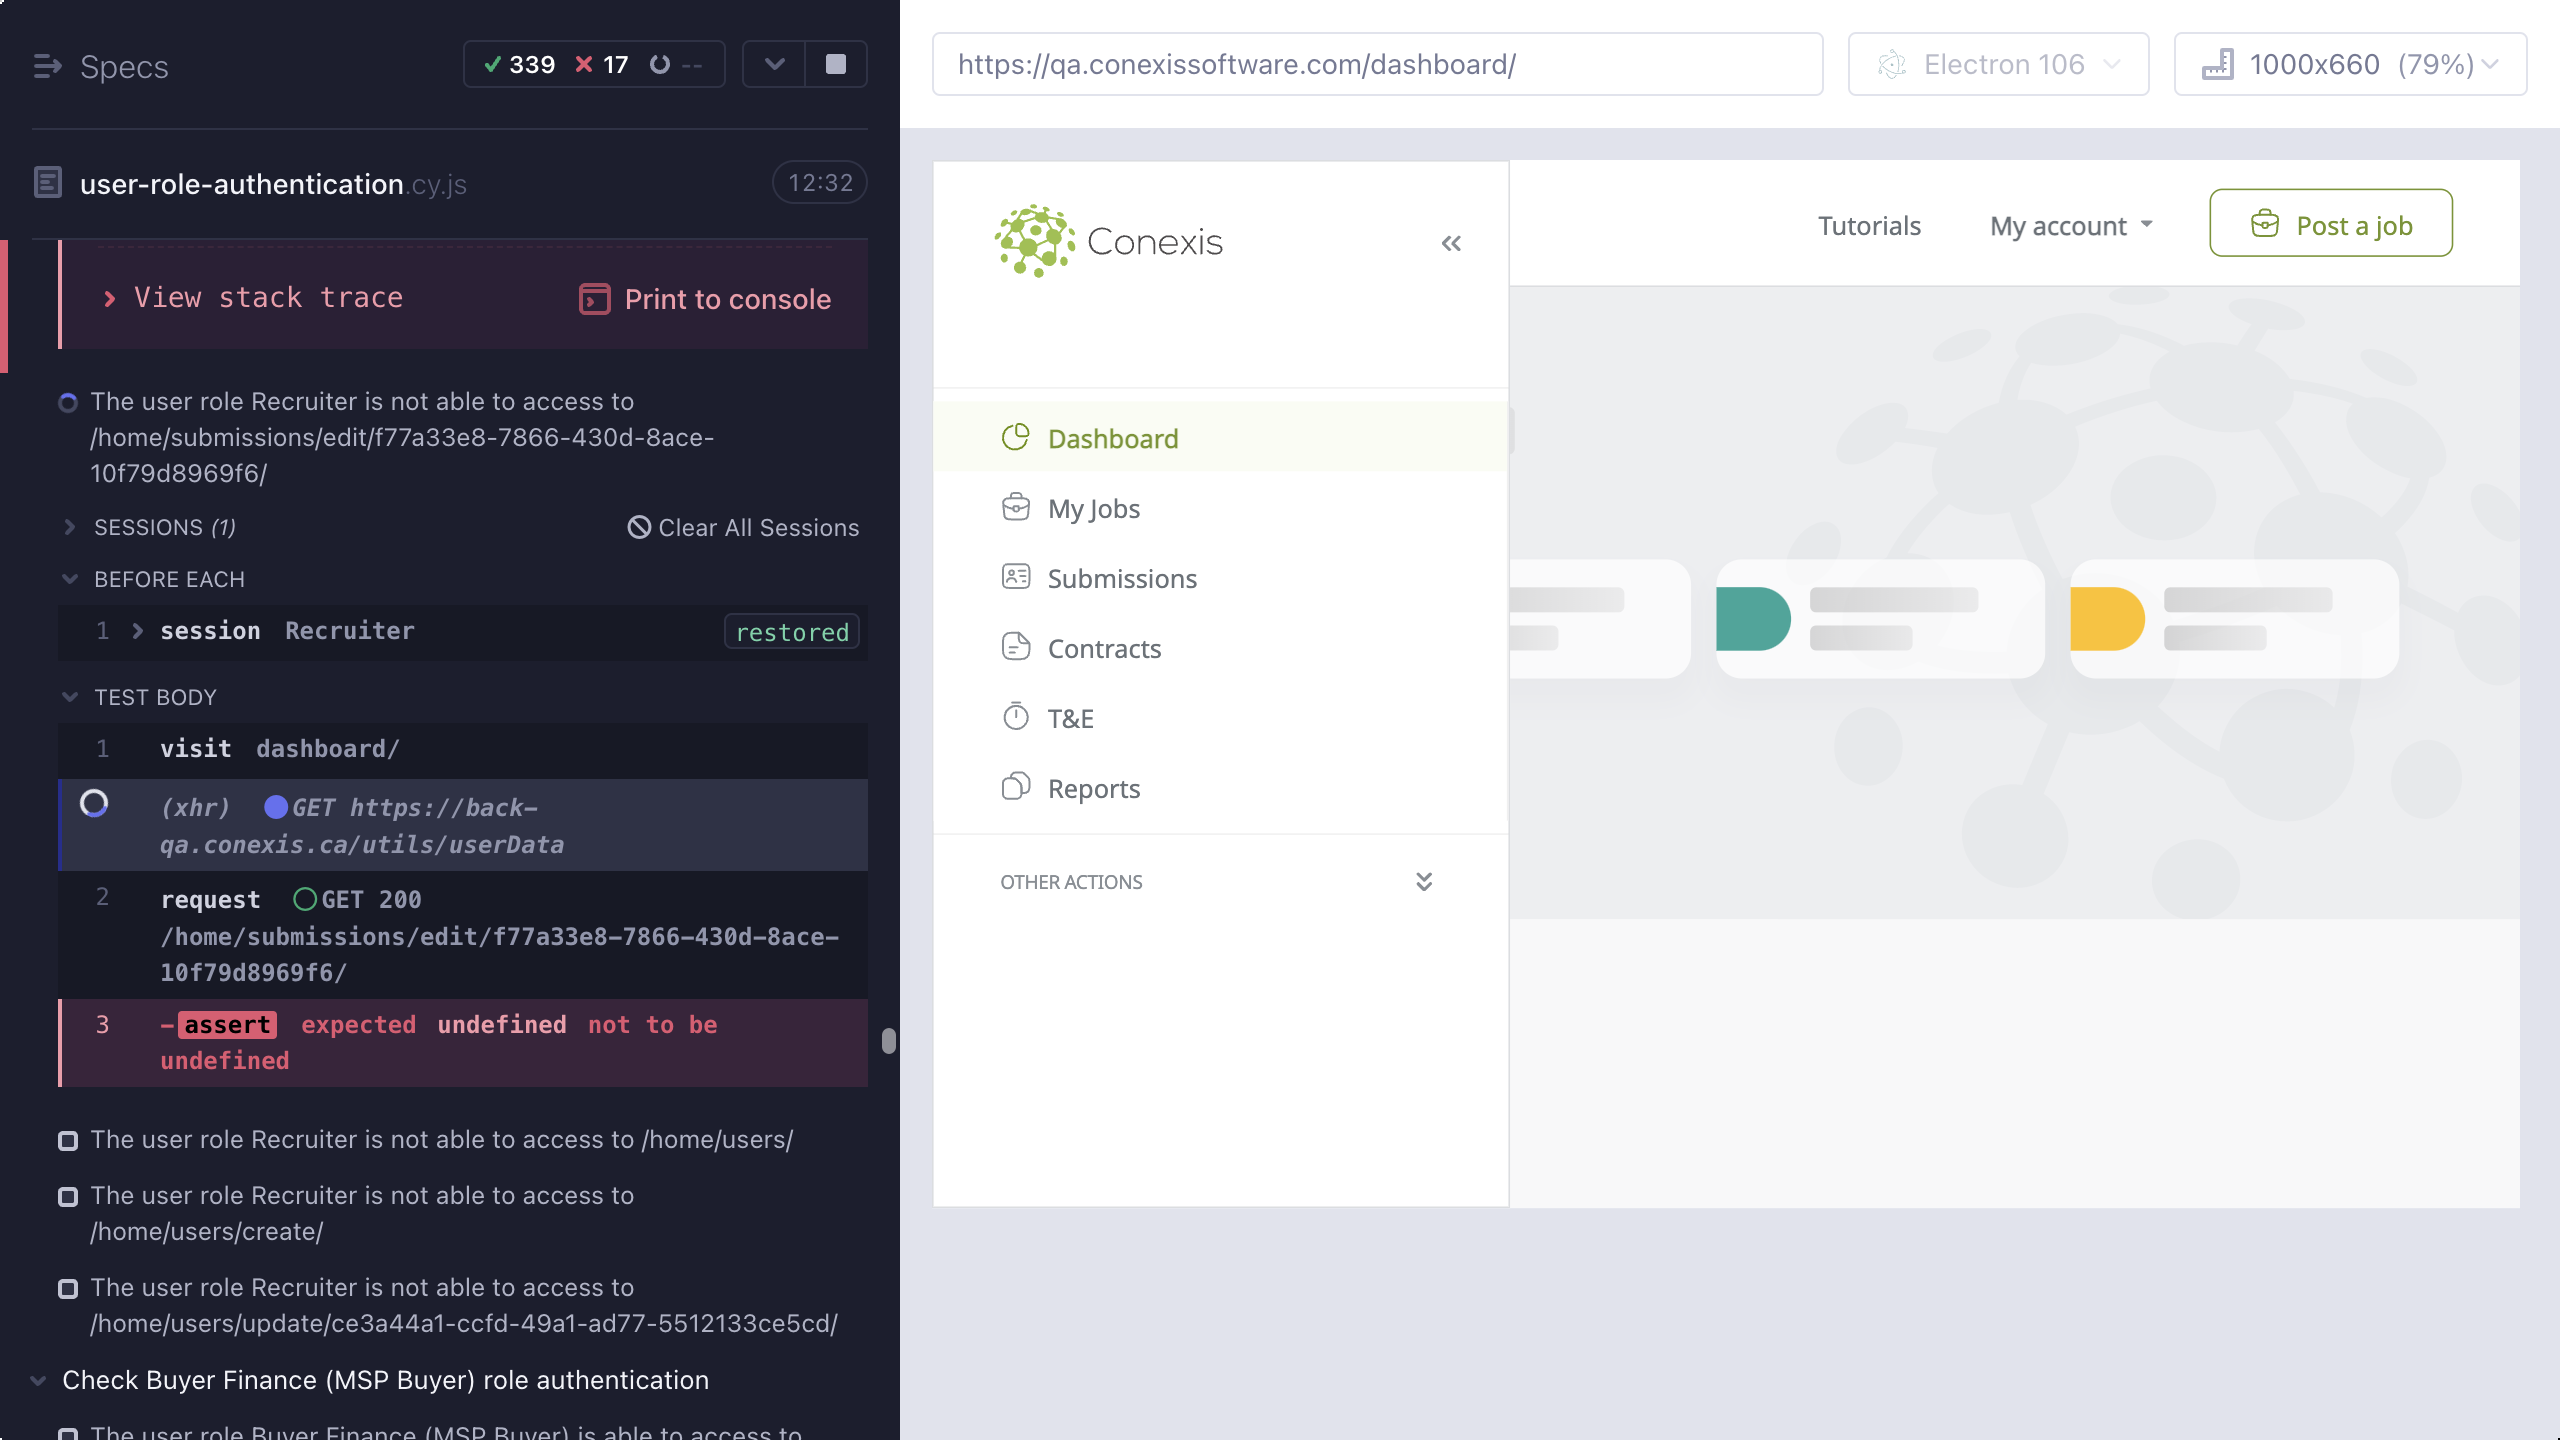 Specs
339 17 --
user-role-authentication.cy.js
12:32
View stack trace
Print to console
The user role Recruiter is not able to access to
/home/submissions/edit/f77a33e8-7866-430d-8ace-
10f79d8969f6/
SESSIONS (1)
Clear All Sessions
BEFORE EACH
1 session Recruiter restored
TEST BODY
1 visit dashboard/
(xhr) GET https://back-
qa.conexis.ca/utils/userData
2 request GET 200
/home/submissions/edit/f77a33e8-7866-430d-8ace-
10f79d8969f6/
3 -assert expected undefined not to be
undefined
The user role Recruiter is not able to access to /home/users/
The user role Recruiter is not able to access to
/home/users/create/
The user role Recruiter is not able to access to
/home/users/update/ce3a44a1-ccfd-49a1-ad77-5512133ce5cd/
Check Buyer Finance (MSP Buyer) role authentication
The user role Buyer Finance (MSP Buyer) is able to access to
https://qa.conexissoftware.com/dashboard/
Electron 106
1000x660 (79%)
Conexis
Tutorials
My account
Post a job
Dashboard
My Jobs
Submissions
Contracts
T&E
Reports
OTHER ACTIONS